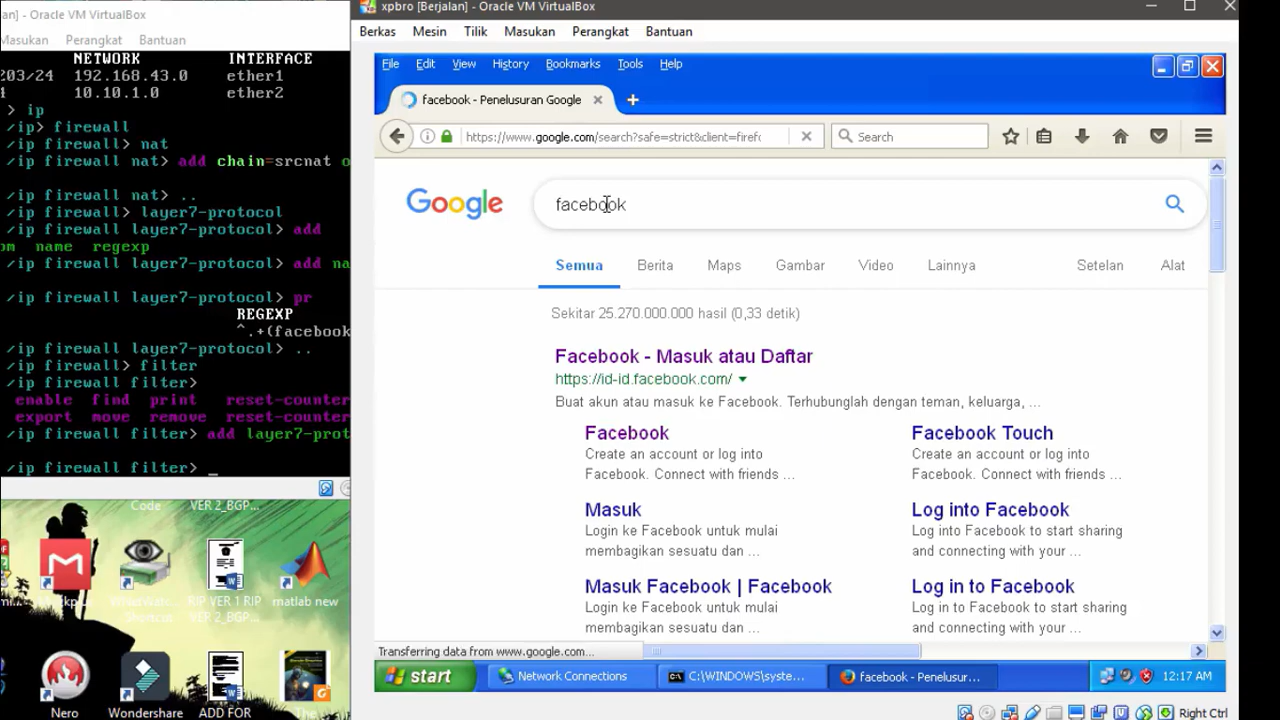 an] - Oracle VM VirtualBox
Masukan Perangkat Bantuan
NETWORK INTERFACE
203/24 192.168.43.0 ether1
4 10.10.1.0 ether2
> ip
/ip> firewall
/ip firewall> nat
/ip firewall nat> add chain=srcnat o
/ip firewall nat> ..
/ip firewall> layer7-protocol
/ip firewall layer7-protocol> add
om name regexp
/ip firewall layer7-protocol> add na
/ip firewall layer7-protocol> pr
REGEXP
^.+(facebook
/ip firewall layer7-protocol> ..
/ip firewall> filter
/ip firewall filter>
enable find print reset-counter
export move remove reset-counter
/ip firewall filter> add layer7-prot
/ip firewall filter> _
Code
VER 2_BGP...
RIP VER 1 RIP
VER 2_BGP...
matlab new
Nero
Wondershare
ADD FOR
The
xpbro [Berjalan] - Oracle VM VirtualBox
Berkas Mesin Tilik Masukan Perangkat Bantuan
File Edit View History Bookmarks Tools Help
facebook - Penelusuran Google
https://www.google.com/search?safe=strict&client=firefo
Search
Google
facebook
Semua Berita Maps Gambar Video Lainnya Setelan Alat
Sekitar 25.270.000.000 hasil (0,33 detik)
Facebook - Masuk atau Daftar
https://id-id.facebook.com/
Buat akun atau masuk ke Facebook. Terhubunglah dengan teman, keluarga, ...
Facebook
Create an account or log into
Facebook. Connect with friends ...
Facebook Touch
Create an account or log into
Facebook. Connect with friends ...
Masuk
Login ke Facebook untuk mulai
membagikan sesuatu dan ...
Log into Facebook
Log into Facebook to start sharing
and connecting with your ...
Masuk Facebook | Facebook
Login ke Facebook untuk mulai
membagikan sesuatu dan ...
Log in to Facebook
Log in to Facebook to start sharing
and connecting with your ...
Transferring data from www.google.com...
start
Network Connections
C:\WINDOWS\syste...
facebook - Penelusur...
12:17 AM
Right Ctrl